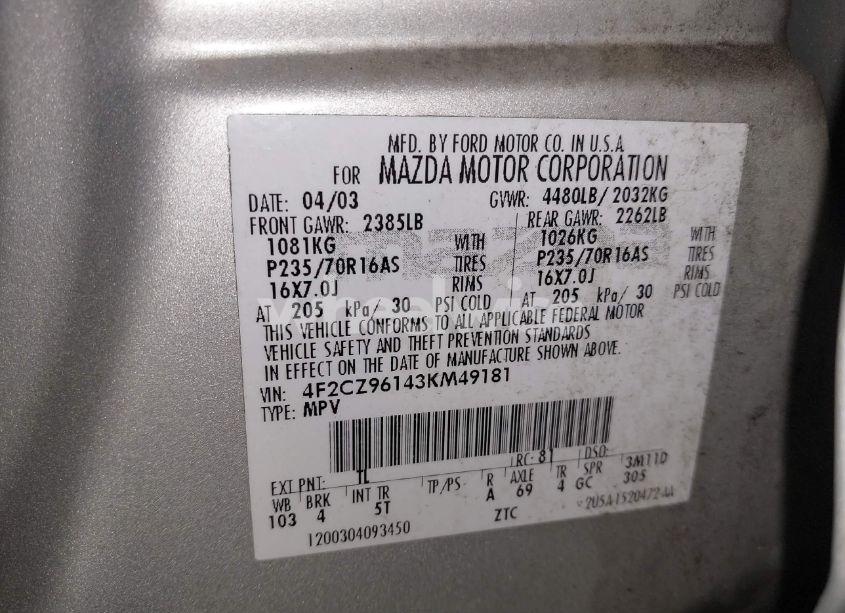 MFD. BY FORD MOTOR CO. IN U.S.A
FOR MAZDA MOTOR CORPORATION
DATE: 04/03 GVWR: 4480LB/ 2032KG
FRONT GAWR: 2385LB REAR GAWR: 2262LB
1081KG WITH 1026KG WITH
P235/70R16AS TIRES P235/70R16AS TIRES
16X7.0J RIMS 16X7.0J RIMS
AT 205 kPa/ 30 PSI COLD AT 205 kPa/ 30 PSI COLD
THIS VEHICLE CONFORMS TO ALL APPLICABLE FEDERAL MOTOR
VEHICLE SAFETY AND THEFT PREVENTION STANDARDS
IN EFFECT ON THE DATE OF MANUFACTURE SHOWN ABOVE.
VIN: 4F2CZ96143KM49181
TYPE: MPV
EXT PNT: TL RC: 81 DSO:
WB BRK INT TR TP/PS R AXLE TR SPR 3M11D
103 4 5T A 69 4 GC 305
1200304093450 ZTC